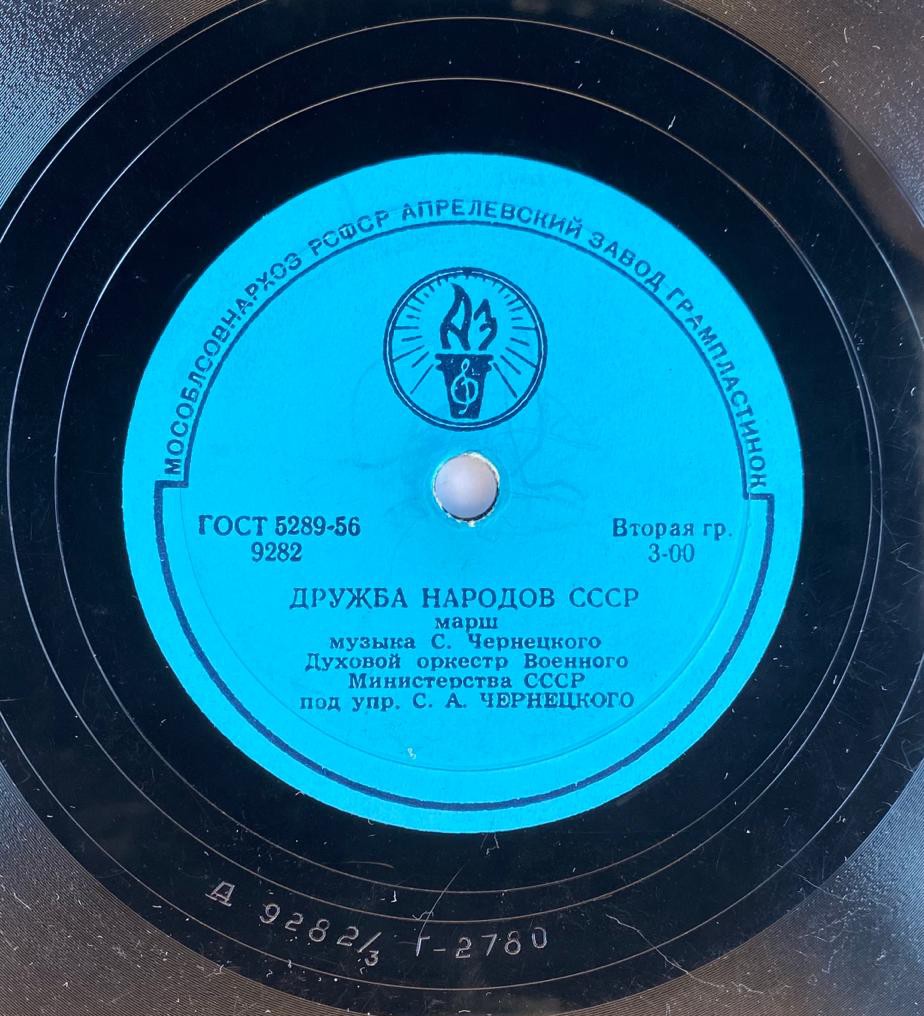 МОСОБЛСОВНАРХОЗ РСФСР АПРЕЛЕВСКИЙ ЗАВОД ГРАМПЛАСТИНОК
АЗ
ГОСТ 5289-56
9282
Вторая гр.
3-00
ДРУЖБА НАРОДОВ СССР
марш
музыка С. Чернецкого
Духовой оркестр Военного
Министерства СССР
под упр. С. А. ЧЕРНЕЦКОГО
Д 9282/3 Г-2780